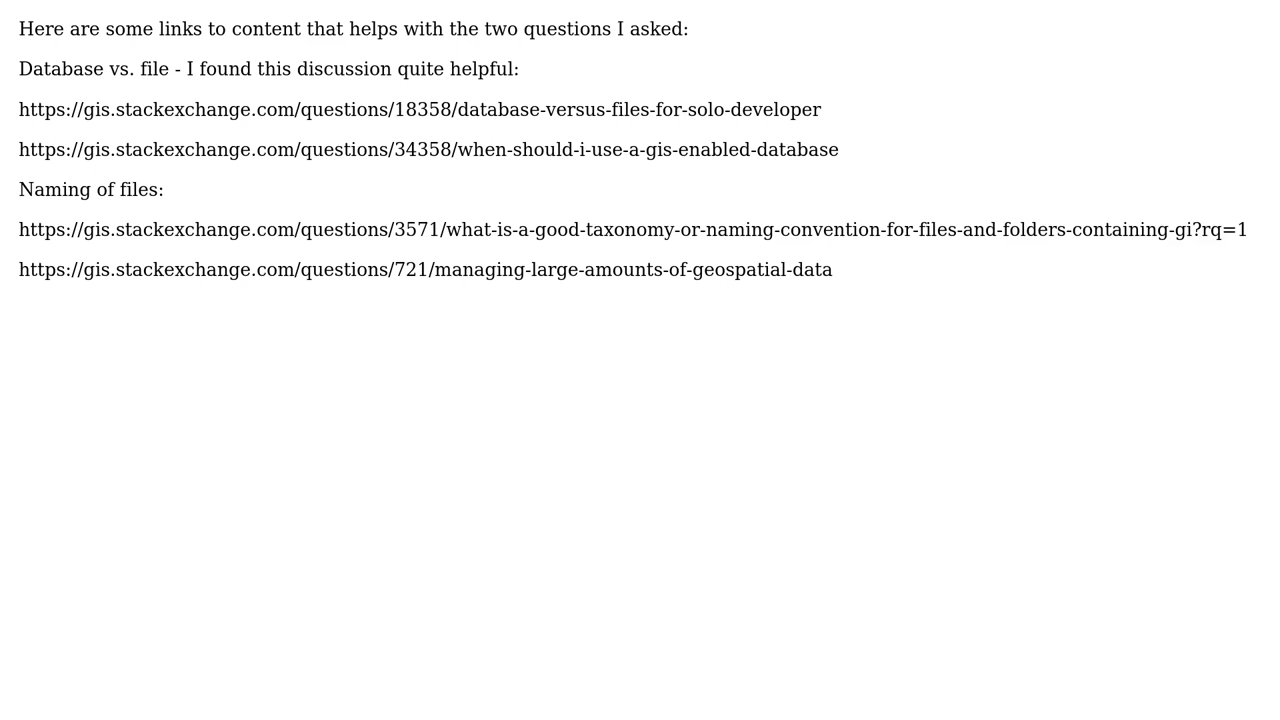 Here are some links to content that helps with the two questions I asked:
Database vs. file - I found this discussion quite helpful:
https://gis.stackexchange.com/questions/18358/database-versus-files-for-solo-developer
https://gis.stackexchange.com/questions/34358/when-should-i-use-a-gis-enabled-database
Naming of files:
https://gis.stackexchange.com/questions/3571/what-is-a-good-taxonomy-or-naming-convention-for-files-and-folders-containing-gi?rq=1
https://gis.stackexchange.com/questions/721/managing-large-amounts-of-geospatial-data